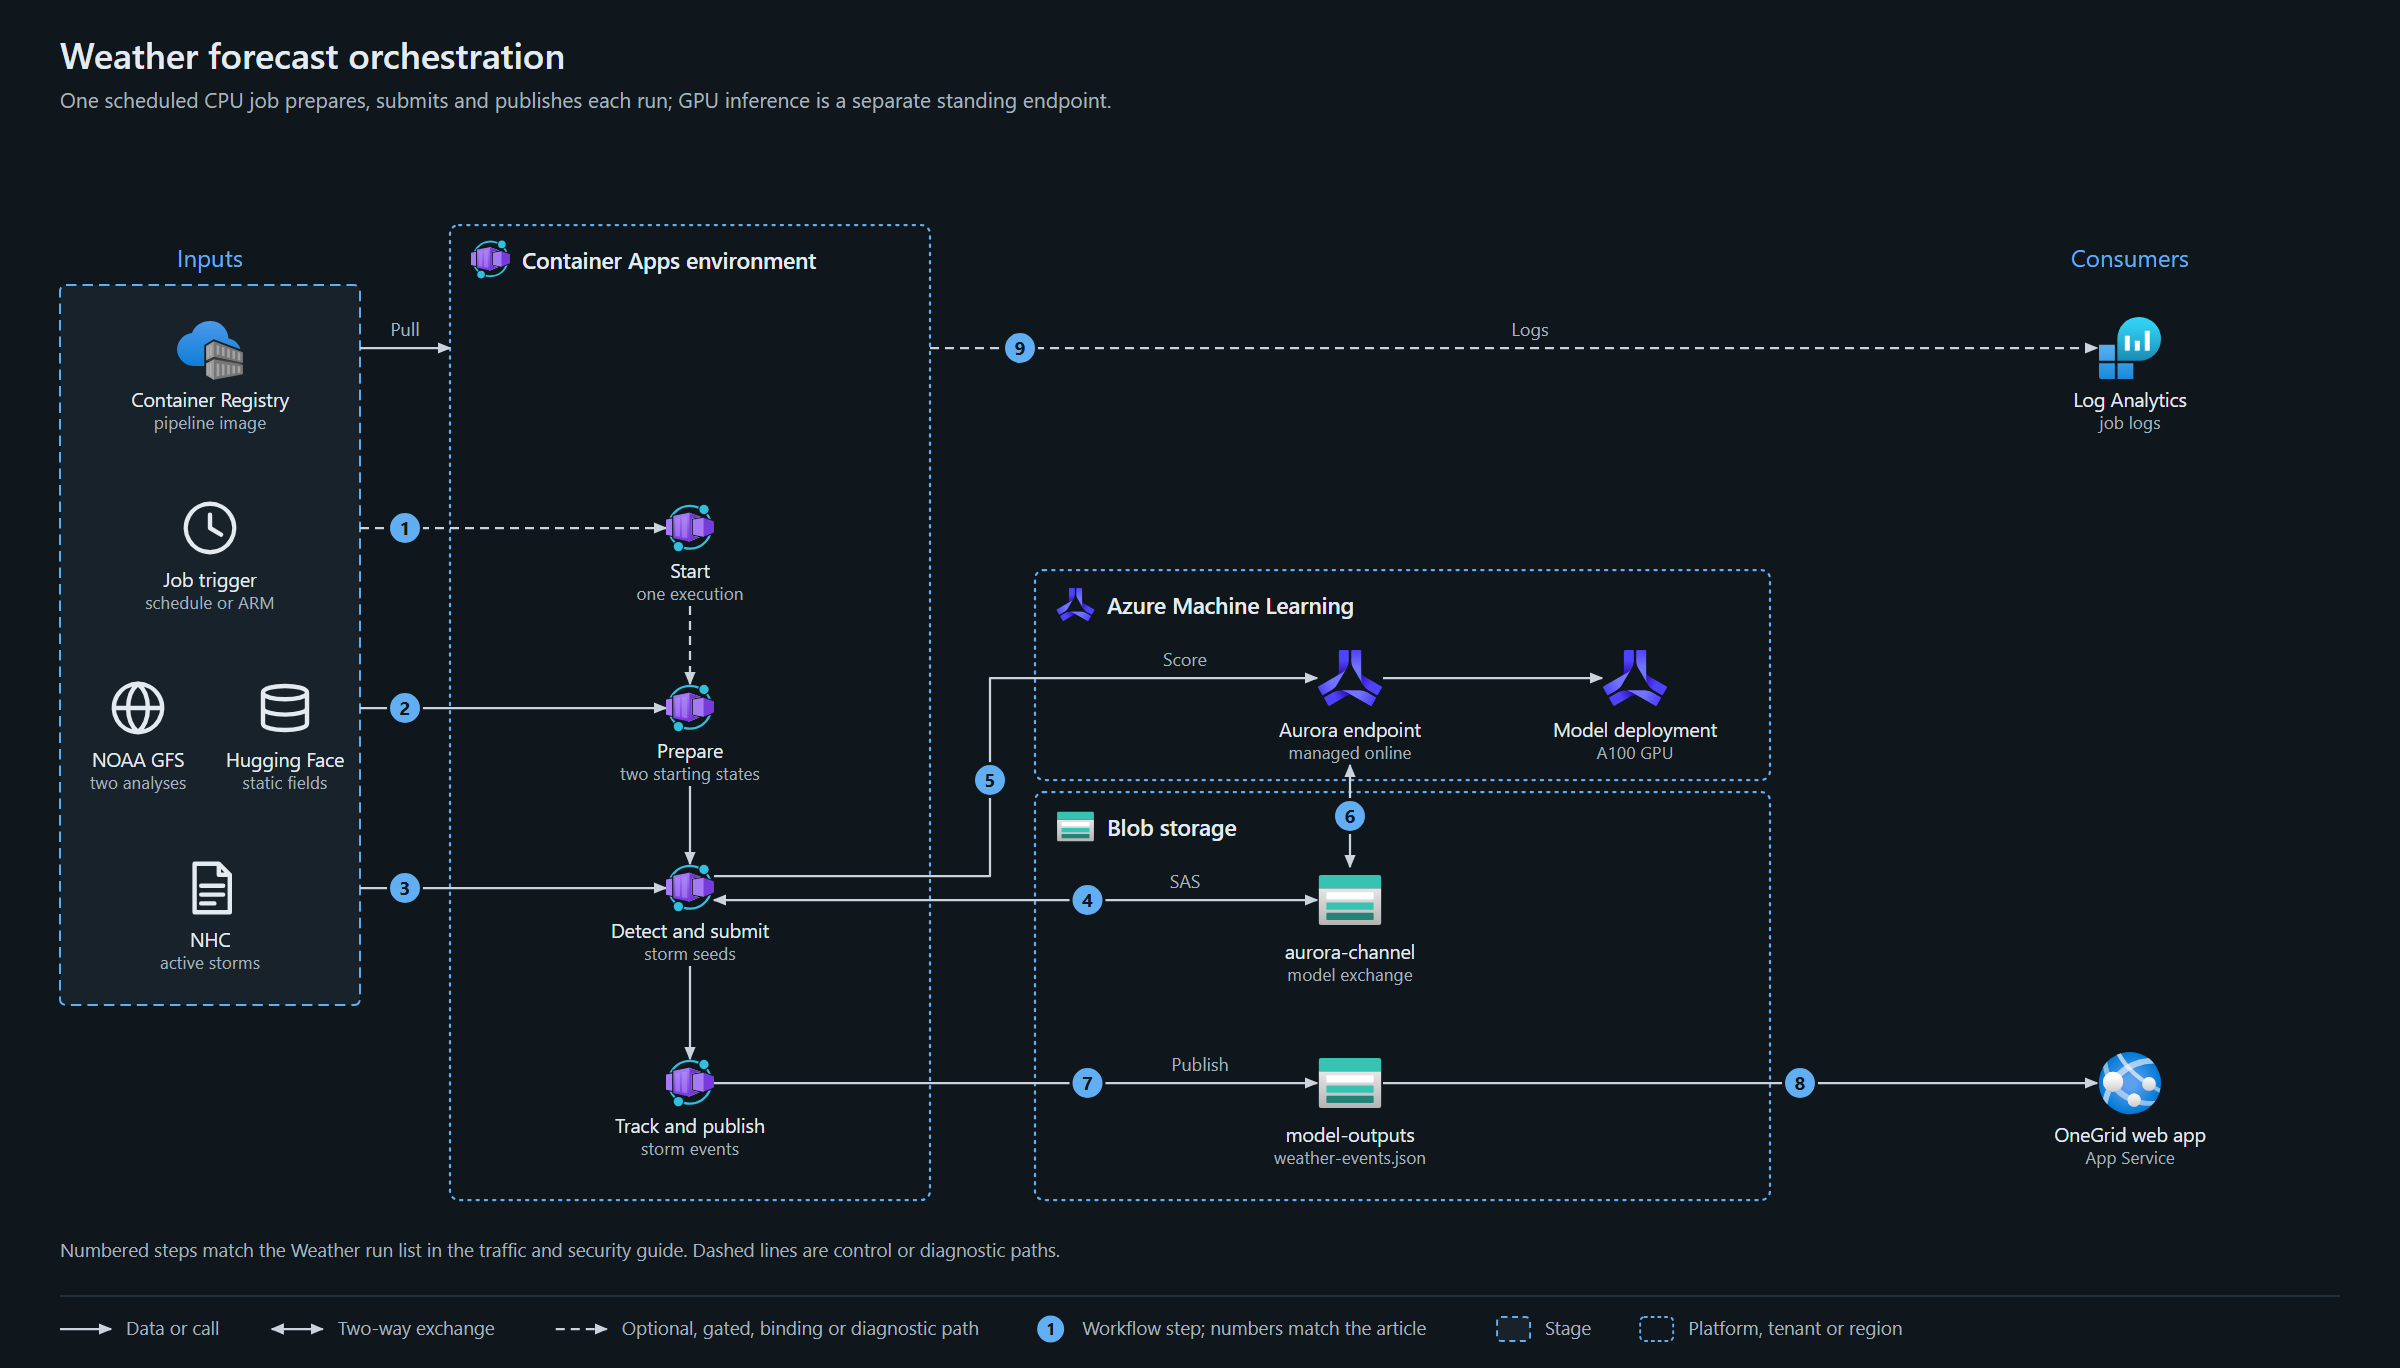 Weather forecast orchestration
One scheduled CPU job prepares, submits and publishes each run; GPU inference is a separate standing endpoint.
Inputs
Container Registry
pipeline image
Job trigger
schedule or ARM
NOAA GFS
two analyses
Hugging Face
static fields
NHC
active storms
Pull
1
2
3
Container Apps environment
Start
one execution
Prepare
two starting states
Detect and submit
storm seeds
Track and publish
storm events
9
Logs
5
Score
Azure Machine Learning
Aurora endpoint
managed online
Model deployment
A100 GPU
6
Blob storage
4
SAS
aurora-channel
model exchange
7
Publish
model-outputs
weather-events.json
8
Consumers
Log Analytics
job logs
OneGrid web app
App Service
Numbered steps match the Weather run list in the traffic and security guide. Dashed lines are control or diagnostic paths.
Data or call
Two-way exchange
Optional, gated, binding or diagnostic path
1
Workflow step; numbers match the article
Stage
Platform, tenant or region